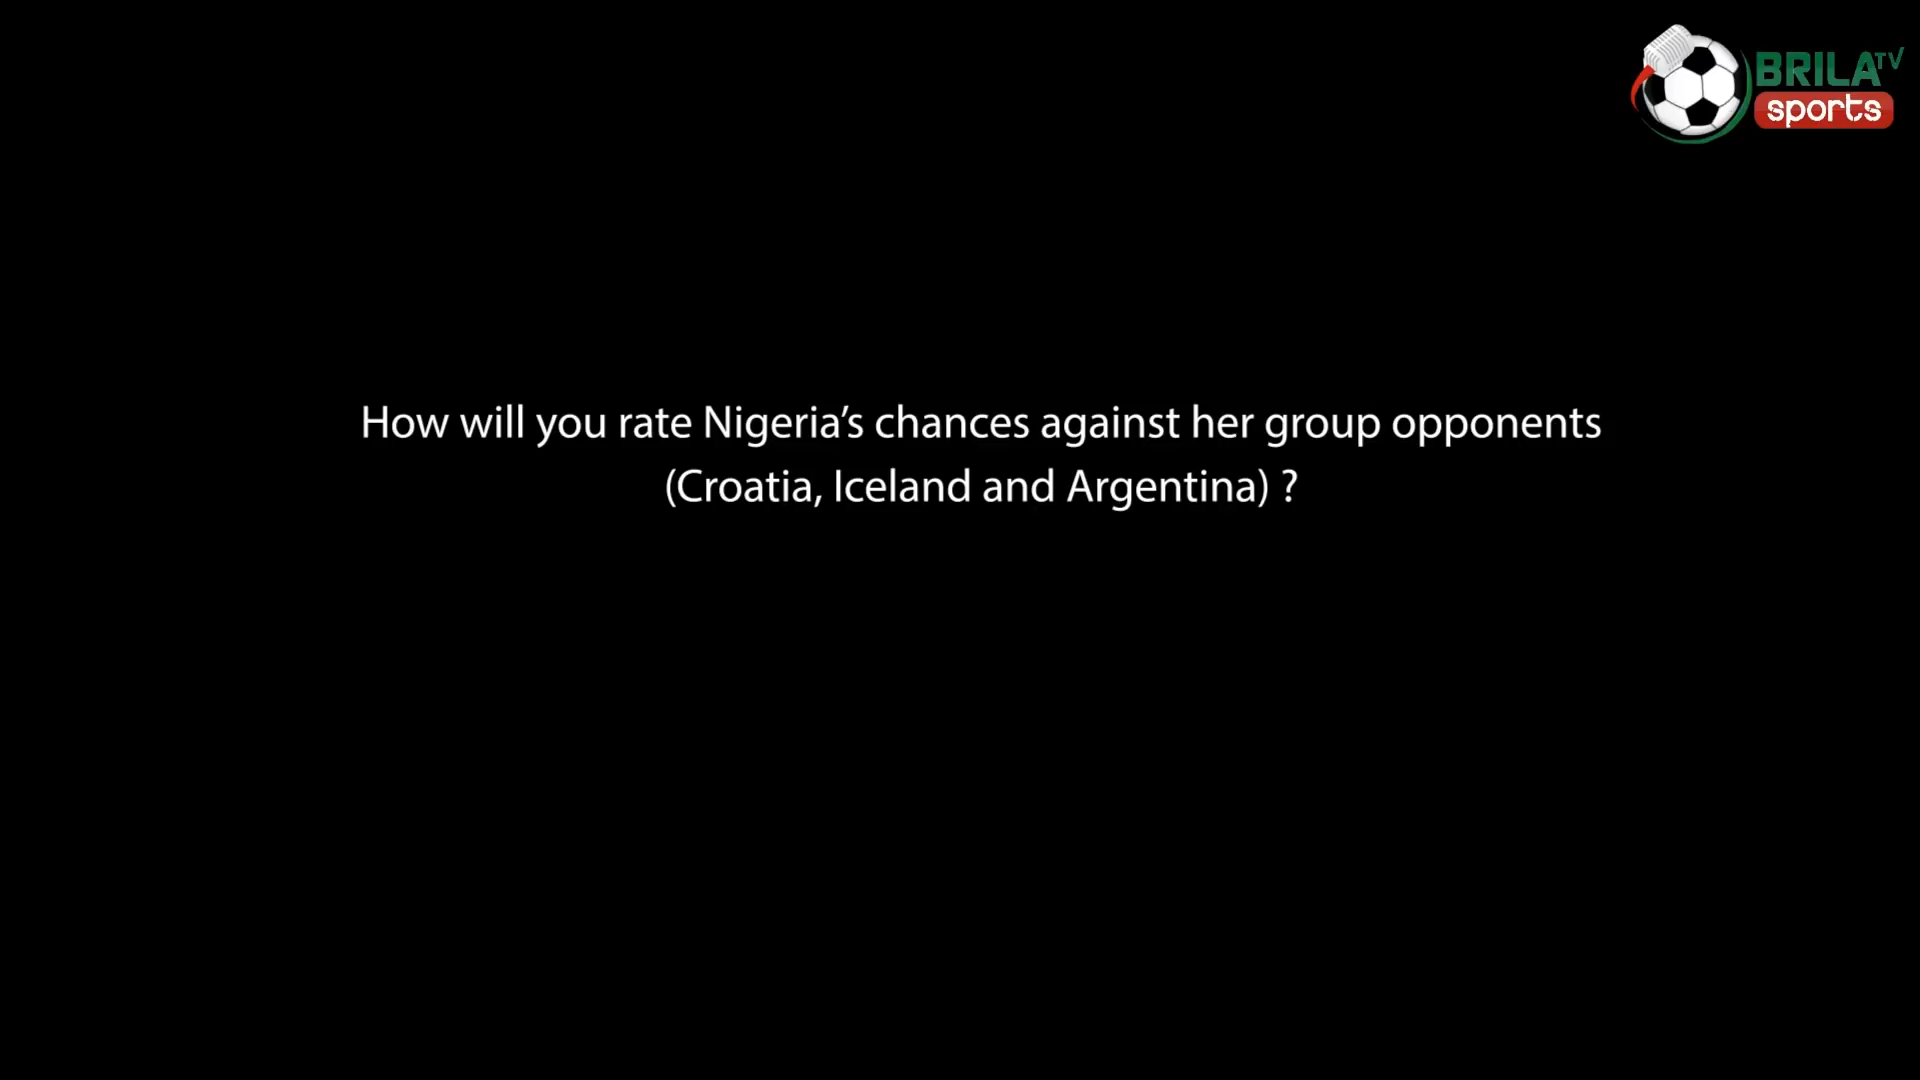 BRILA TV
sports
How will you rate Nigeria’s chances against her group opponents
(Croatia, Iceland and Argentina) ?